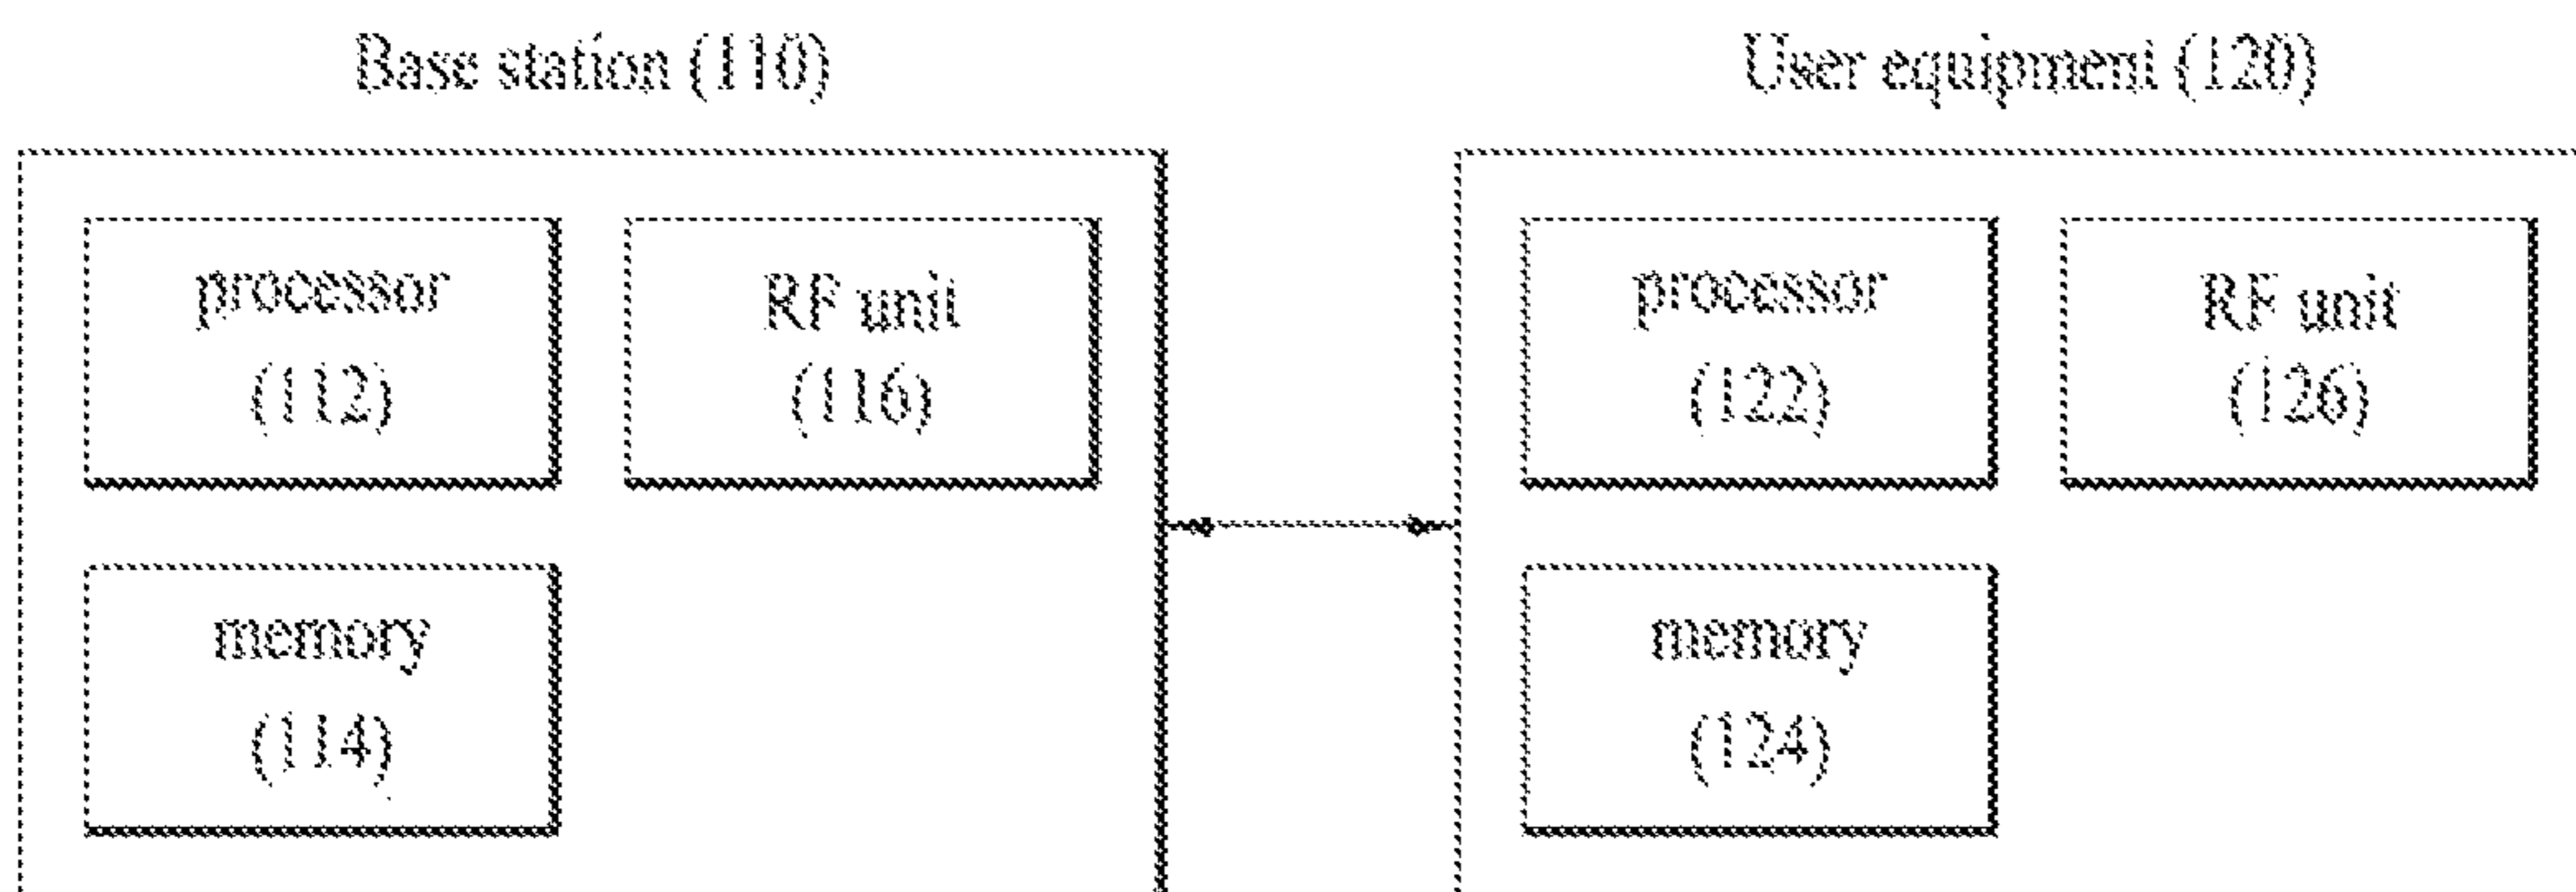 Base station (110)
User equipment (120)
processor
(112)
RF unit
(116)
processor
(122)
RF unit
(126)
memory
(114)
memory
(124)